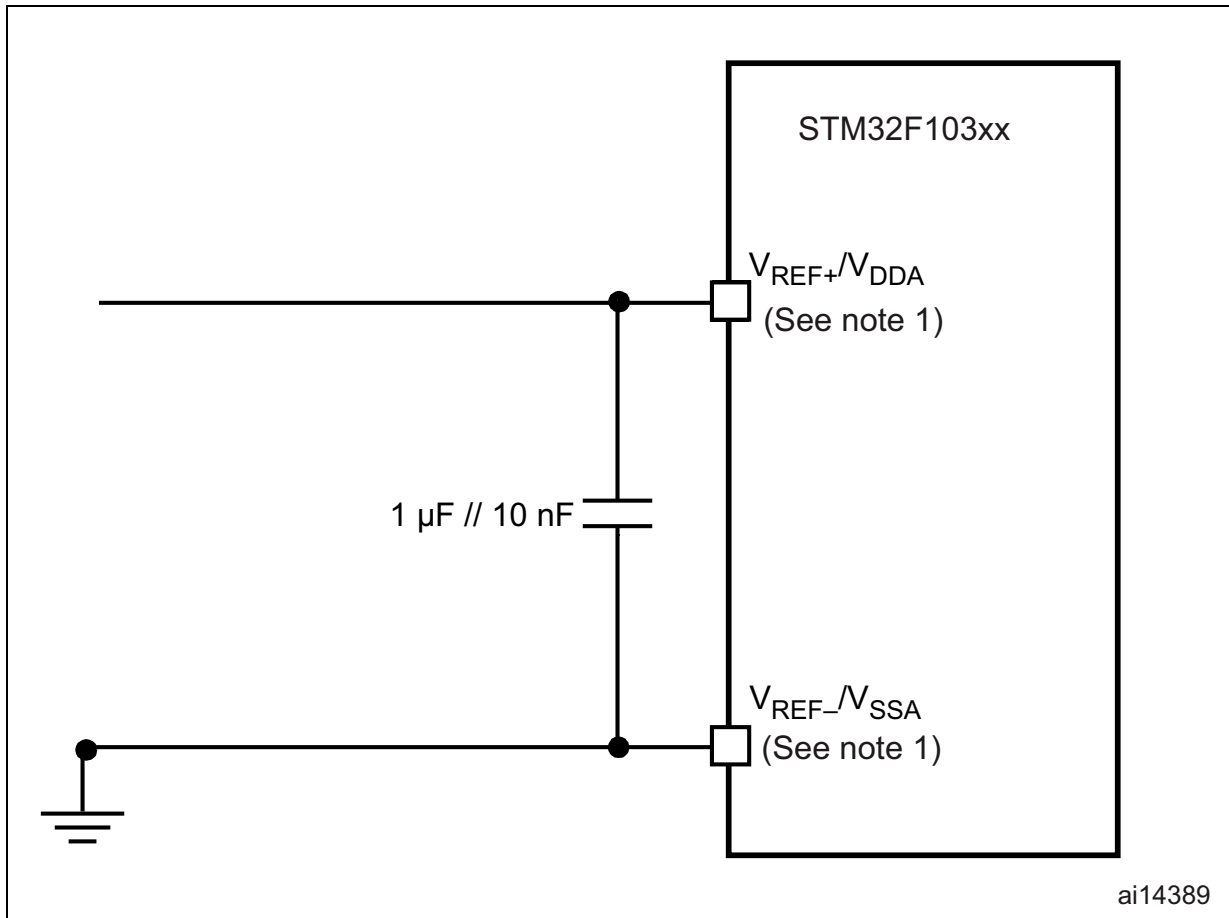 STM32F103xx
VREF+/VDDA
(See note 1)
1 µF // 10 nF
VREF–/VSSA
(See note 1)
ai14389